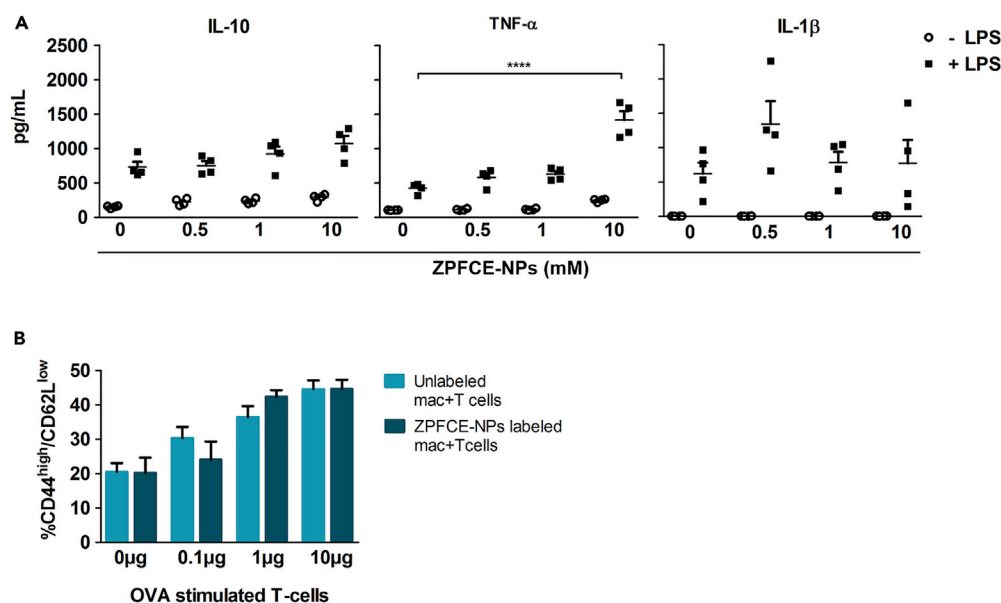 A
IL-10
TNF-α
IL-1β
- LPS
+ LPS
pg/mL
2500
2000
1500
1000
500
0
****
0 0.5 1 10
0 0.5 1 10
0 0.5 1 10
ZPFCE-NPs (mM)
B
%CD44high/CD62Llow
50
40
30
20
10
0
Unlabeled
mac+T cells
ZPFCE-NPs labeled
mac+Tcells
0µg 0.1µg 1µg 10µg
OVA stimulated T-cells